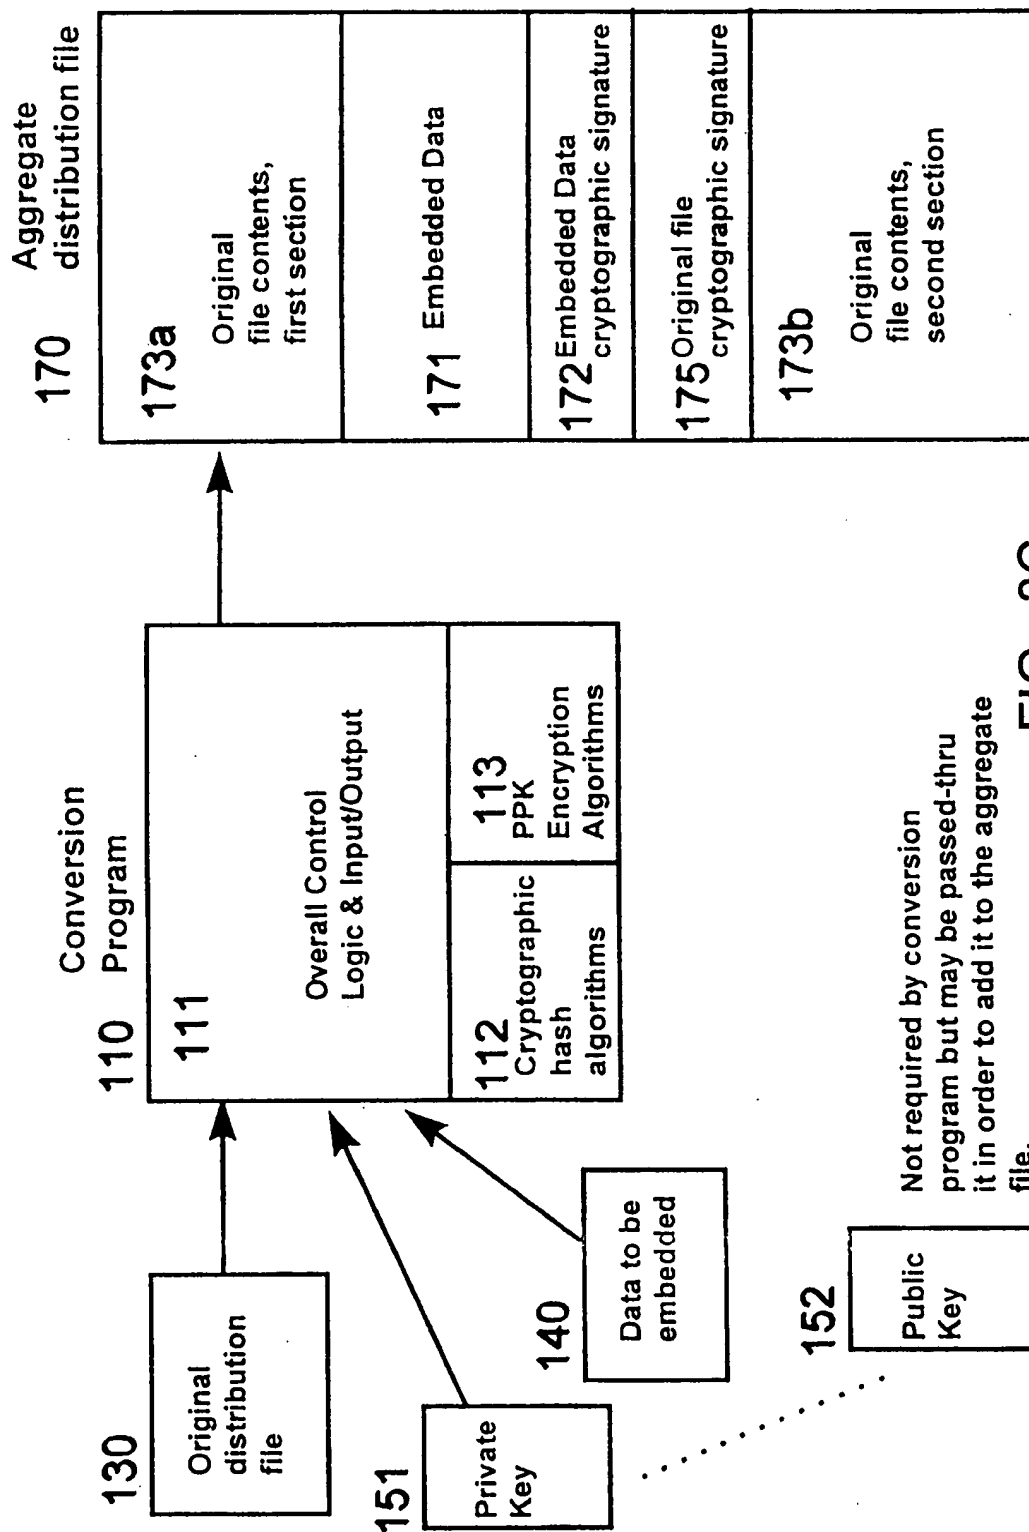 130
Original
distribution
file
151
Private
Key
140
Data to be
embedded
152
Public
Key
Not required by conversion
program but may be passed-thru
it in order to add it to the aggregate
file.
Conversion
110 Program
111
Overall Control
Logic & Input/Output
112
Cryptographic
hash
algorithms
113
PPK
Encryption
Algorithms
Aggregate
170 distribution file
173a
Original
file contents,
first section
171 Embedded Data
172 Embedded Data
cryptographic signature
175 Original file
cryptographic signature
173b
Original
file contents,
second section
FIG.